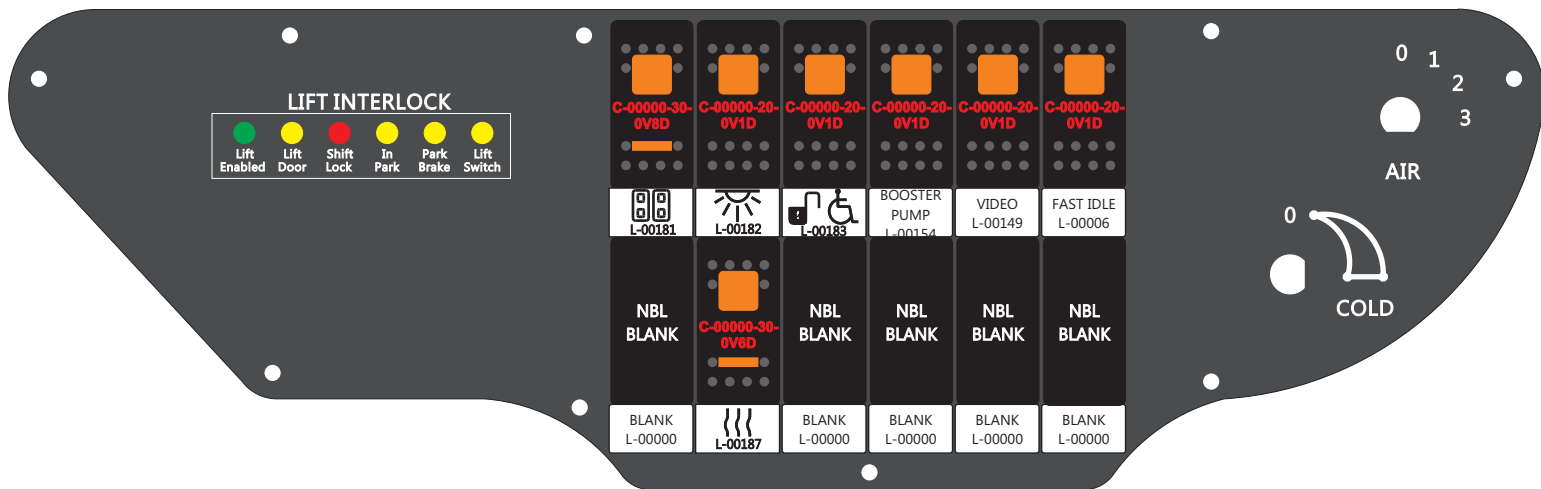 LIFT INTERLOCK
Lift
Enabled
Lift
Door
Shift
Lock
In
Park
Park
Brake
Lift
Switch
C-00000-30-
0V8D
C-00000-20-
0V1D
C-00000-20-
0V1D
C-00000-20-
0V1D
C-00000-20-
0V1D
C-00000-20-
0V1D
L-00181
L-00182
L-00183
BOOSTER
PUMP
L-00154
VIDEO
L-00149
FAST IDLE
L-00006
NBL
BLANK
C-00000-30-
0V6D
NBL
BLANK
NBL
BLANK
NBL
BLANK
NBL
BLANK
BLANK
L-00000
L-00187
BLANK
L-00000
BLANK
L-00000
BLANK
L-00000
BLANK
L-00000
0
1
2
3
AIR
0
COLD